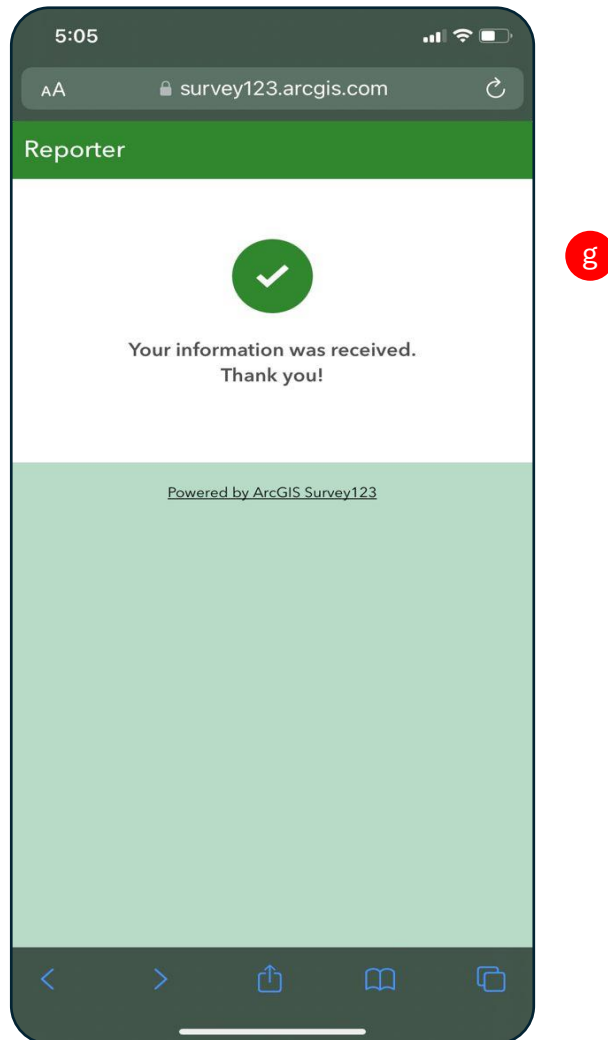 5:05
AA survey123.arcgis.com
Reporter
g
Your information was received.
Thank you!
Powered by ArcGIS Survey123